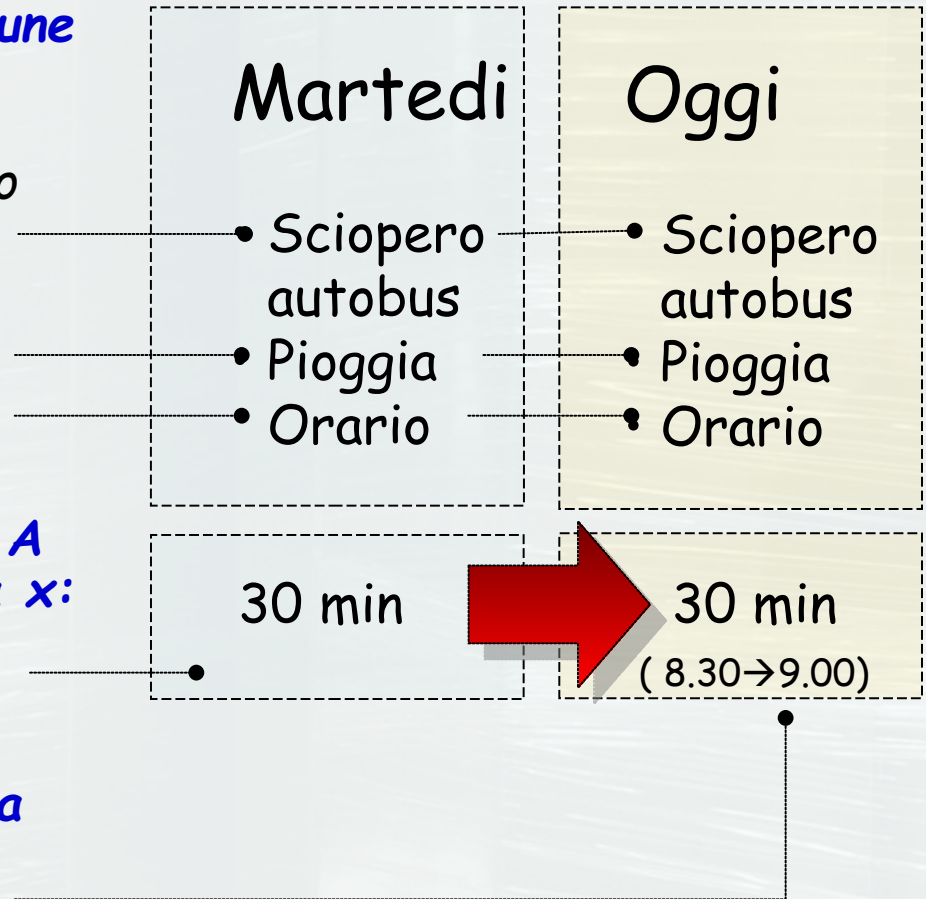 une
Martedi
Oggi
o
Sciopero
autobus
Pioggia
Orario
Sciopero
autobus
Pioggia
Orario
A
x:
30 min
30 min
( 8.30→9.00)
a